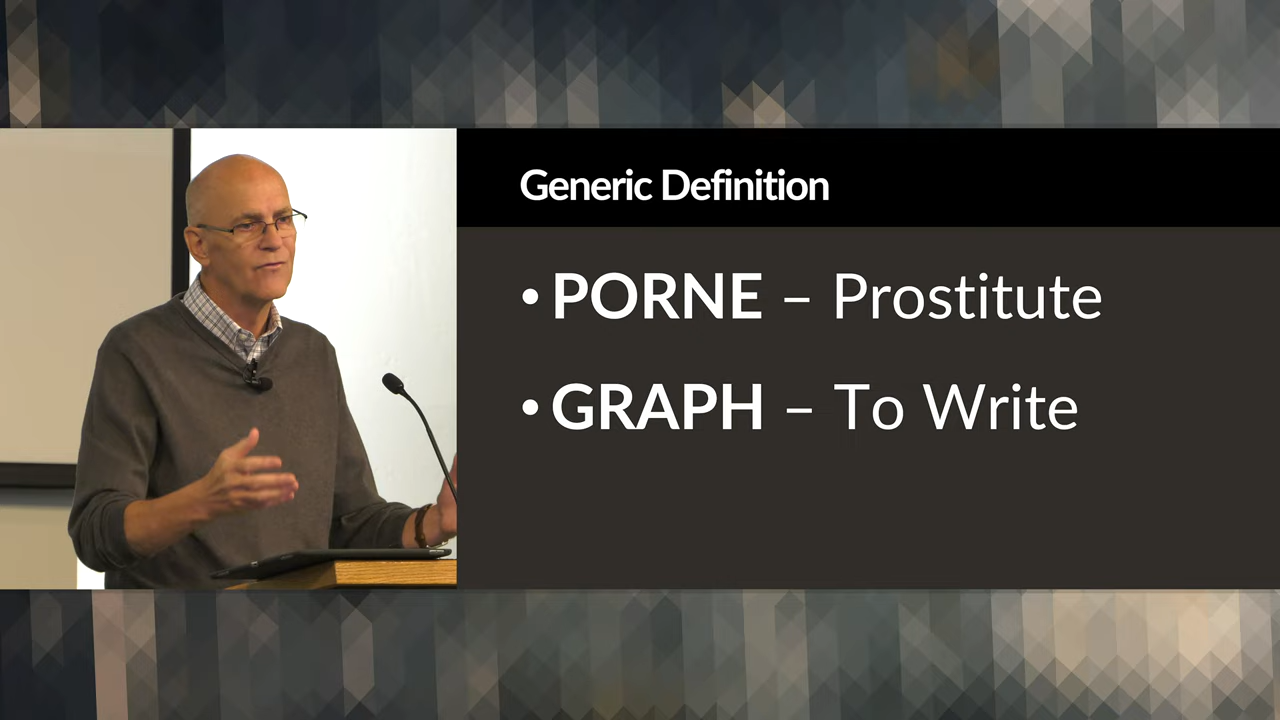 Generic Definition
• PORNE – Prostitute
• GRAPH – To Write